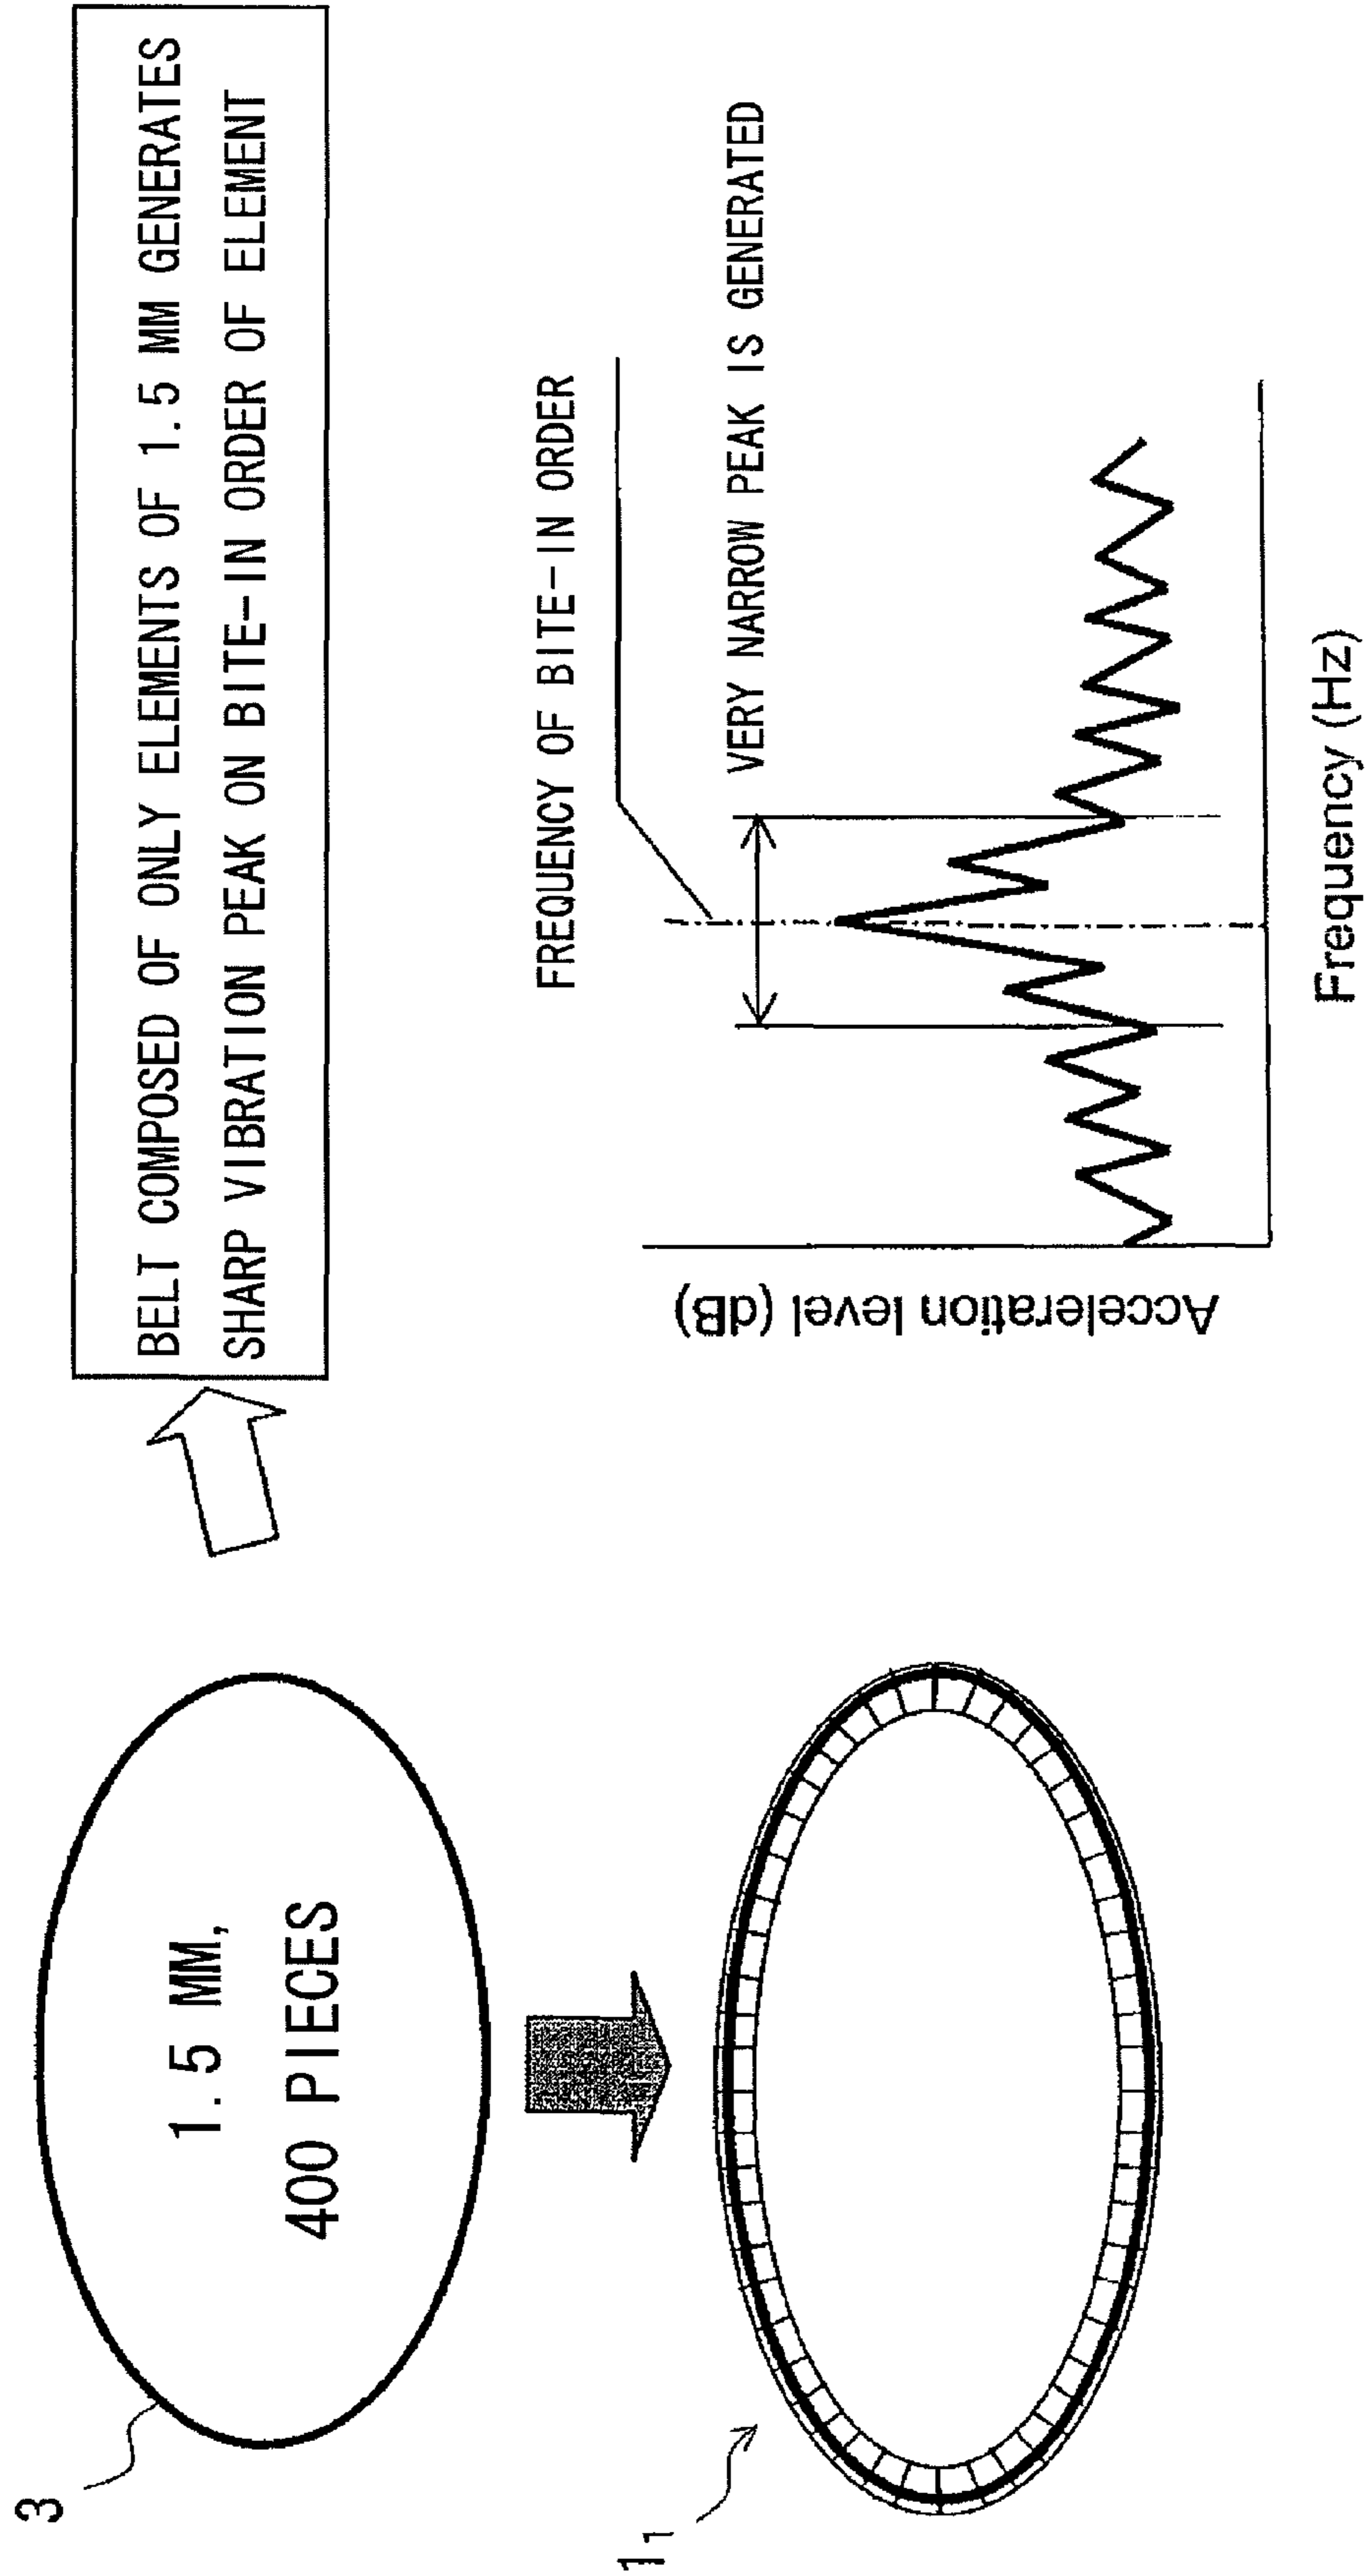 3
1.5 MM,
400 PIECES
BELT COMPOSED OF ONLY ELEMENTS OF 1.5 MM GENERATES
SHARP VIBRATION PEAK ON BITE-IN ORDER OF ELEMENT
1₁
FREQUENCY OF BITE-IN ORDER
VERY NARROW PEAK IS GENERATED
Acceleration level (dB)
Frequency (Hz)